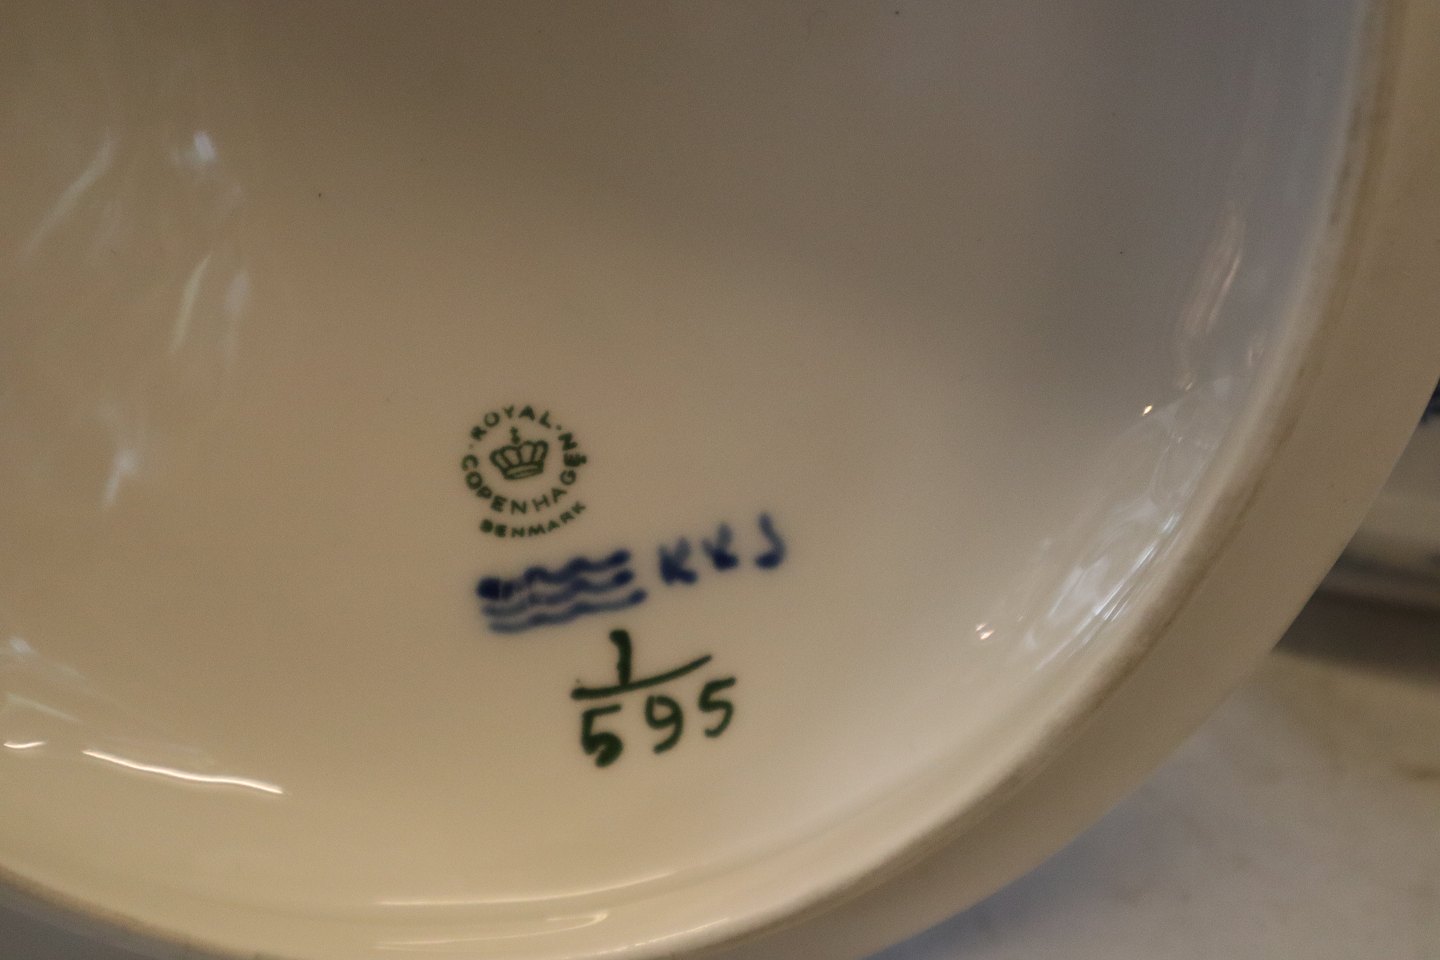 ROYAL
COPENHAGEN
DENMARK
KKJ
1
595